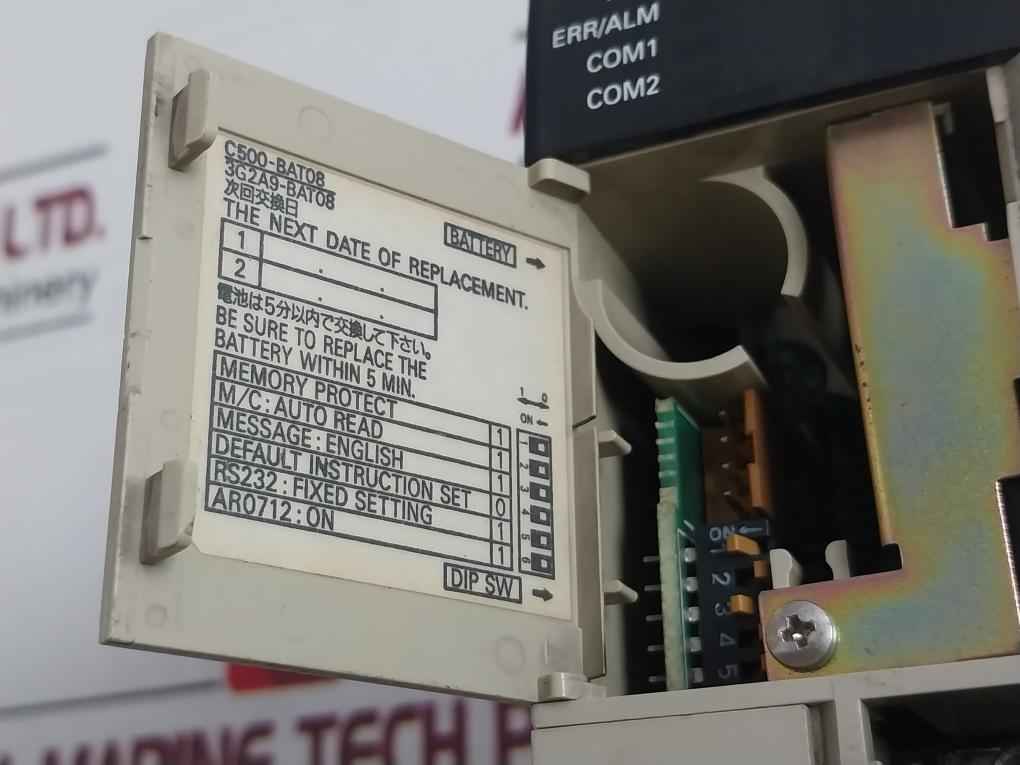 ERR/ALM
COM1
COM2
C500-BAT08
3G2A9-BAT08
次回交換日
THE NEXT DATE OF REPLACEMENT.
BATTERY →
1
2
電池は5分以内で交換して下さい。
BE SURE TO REPLACE THE
BATTERY WITHIN 5 MIN.
1 0
ON ←
MEMORY PROTECT 1
M/C: AUTO READ 1
MESSAGE: ENGLISH 1
DEFAULT INSTRUCTION SET 0
RS232: FIXED SETTING 1
AR0712: ON 1
1
2
3
4
5
6
DIP SW →
1
2
3
4
5
LTD.
TECH